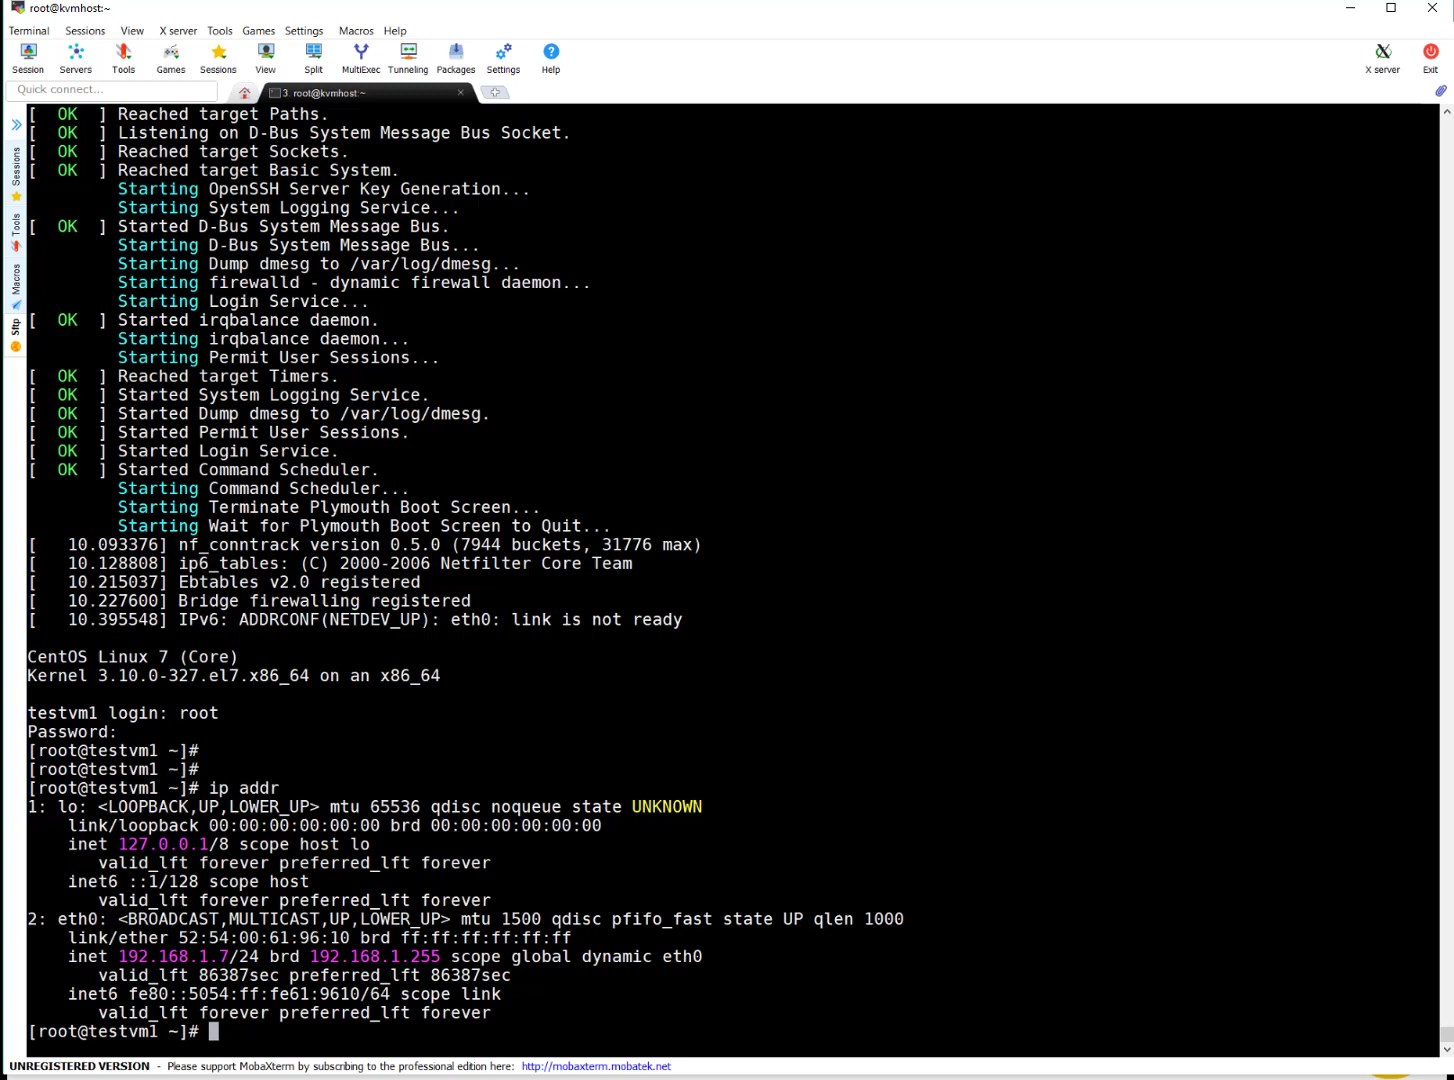 root@kvmhost:~
Terminal Sessions View X server Tools Games Settings Macros Help
Session Servers Tools Games Sessions View Split MultiExec Tunneling Packages Settings Help X server Exit
Quick connect...
3. root@kvmhost:~
Sessions
Tools
Macros
Sftp
[  OK  ] Reached target Paths.
[  OK  ] Listening on D-Bus System Message Bus Socket.
[  OK  ] Reached target Sockets.
[  OK  ] Reached target Basic System.
         Starting OpenSSH Server Key Generation...
         Starting System Logging Service...
[  OK  ] Started D-Bus System Message Bus.
         Starting D-Bus System Message Bus...
         Starting Dump dmesg to /var/log/dmesg...
         Starting firewalld - dynamic firewall daemon...
         Starting Login Service...
[  OK  ] Started irqbalance daemon.
         Starting irqbalance daemon...
         Starting Permit User Sessions...
[  OK  ] Reached target Timers.
[  OK  ] Started System Logging Service.
[  OK  ] Started Dump dmesg to /var/log/dmesg.
[  OK  ] Started Permit User Sessions.
[  OK  ] Started Login Service.
[  OK  ] Started Command Scheduler.
         Starting Command Scheduler...
         Starting Terminate Plymouth Boot Screen...
         Starting Wait for Plymouth Boot Screen to Quit...
[   10.093376] nf_conntrack version 0.5.0 (7944 buckets, 31776 max)
[   10.128808] ip6_tables: (C) 2000-2006 Netfilter Core Team
[   10.215037] Ebtables v2.0 registered
[   10.227600] Bridge firewalling registered
[   10.395548] IPv6: ADDRCONF(NETDEV_UP): eth0: link is not ready
CentOS Linux 7 (Core)
Kernel 3.10.0-327.el7.x86_64 on an x86_64
testvm1 login: root
Password:
[root@testvm1 ~]#
[root@testvm1 ~]#
[root@testvm1 ~]# ip addr
1: lo: <LOOPBACK,UP,LOWER_UP> mtu 65536 qdisc noqueue state UNKNOWN
    link/loopback 00:00:00:00:00:00 brd 00:00:00:00:00:00
    inet 127.0.0.1/8 scope host lo
       valid_lft forever preferred_lft forever
    inet6 ::1/128 scope host
       valid_lft forever preferred_lft forever
2: eth0: <BROADCAST,MULTICAST,UP,LOWER_UP> mtu 1500 qdisc pfifo_fast state UP qlen 1000
    link/ether 52:54:00:61:96:10 brd ff:ff:ff:ff:ff:ff
    inet 192.168.1.7/24 brd 192.168.1.255 scope global dynamic eth0
       valid_lft 86387sec preferred_lft 86387sec
    inet6 fe80::5054:ff:fe61:9610/64 scope link
       valid_lft forever preferred_lft forever
[root@testvm1 ~]#
UNREGISTERED VERSION - Please support MobaXterm by subscribing to the professional edition here: http://mobaxterm.mobatek.net